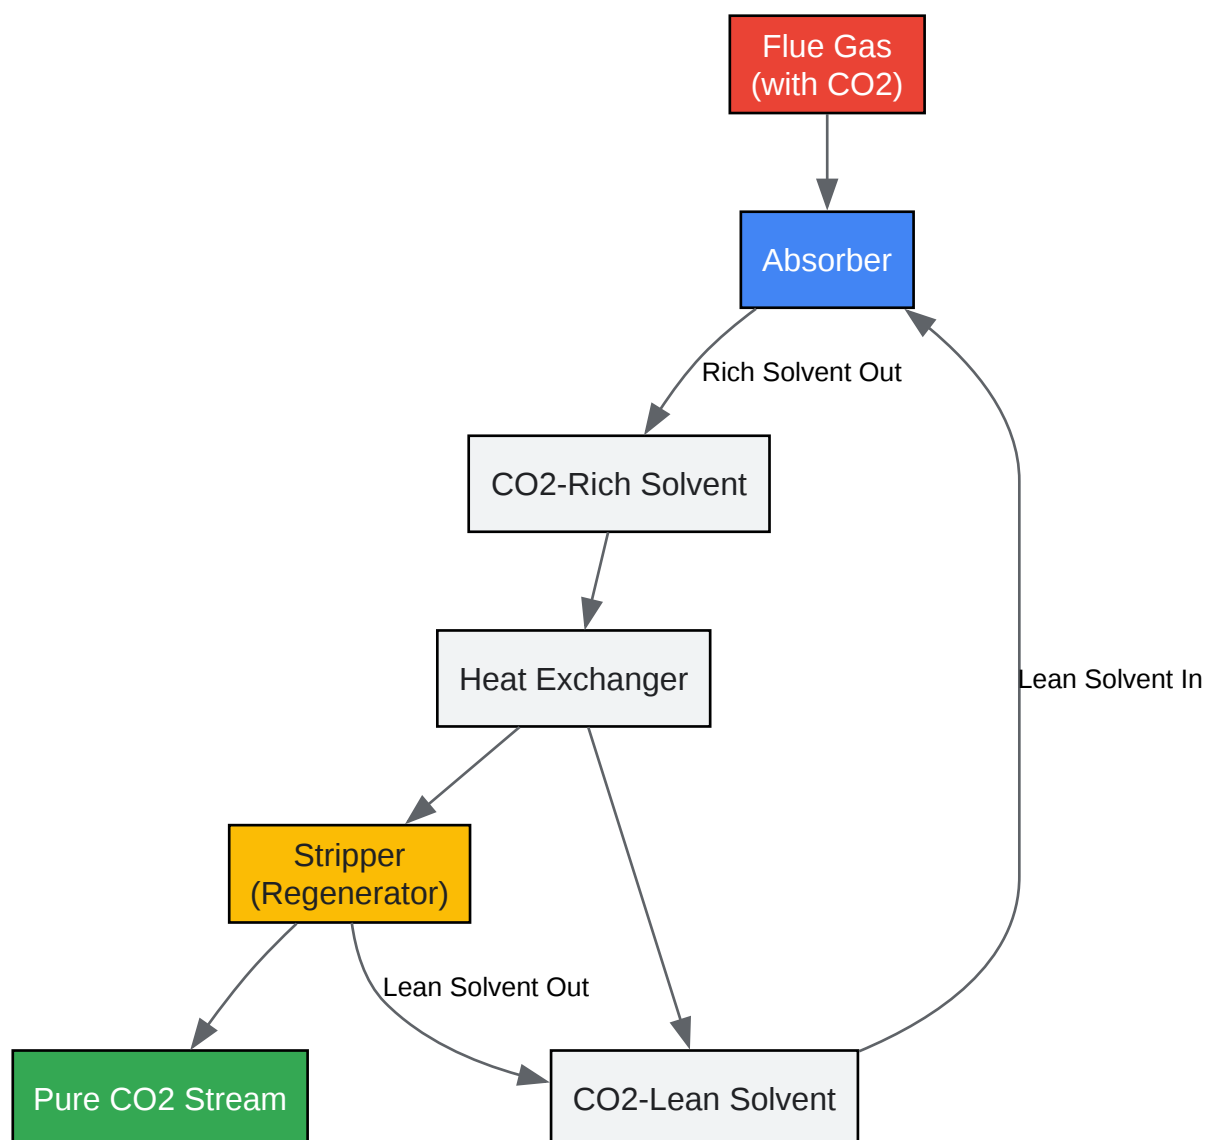 Flue Gas
(with CO2)
Absorber
Rich Solvent Out
CO2-Rich Solvent
Heat Exchanger
Lean Solvent In
Stripper
(Regenerator)
Lean Solvent Out
Pure CO2 Stream
CO2-Lean Solvent